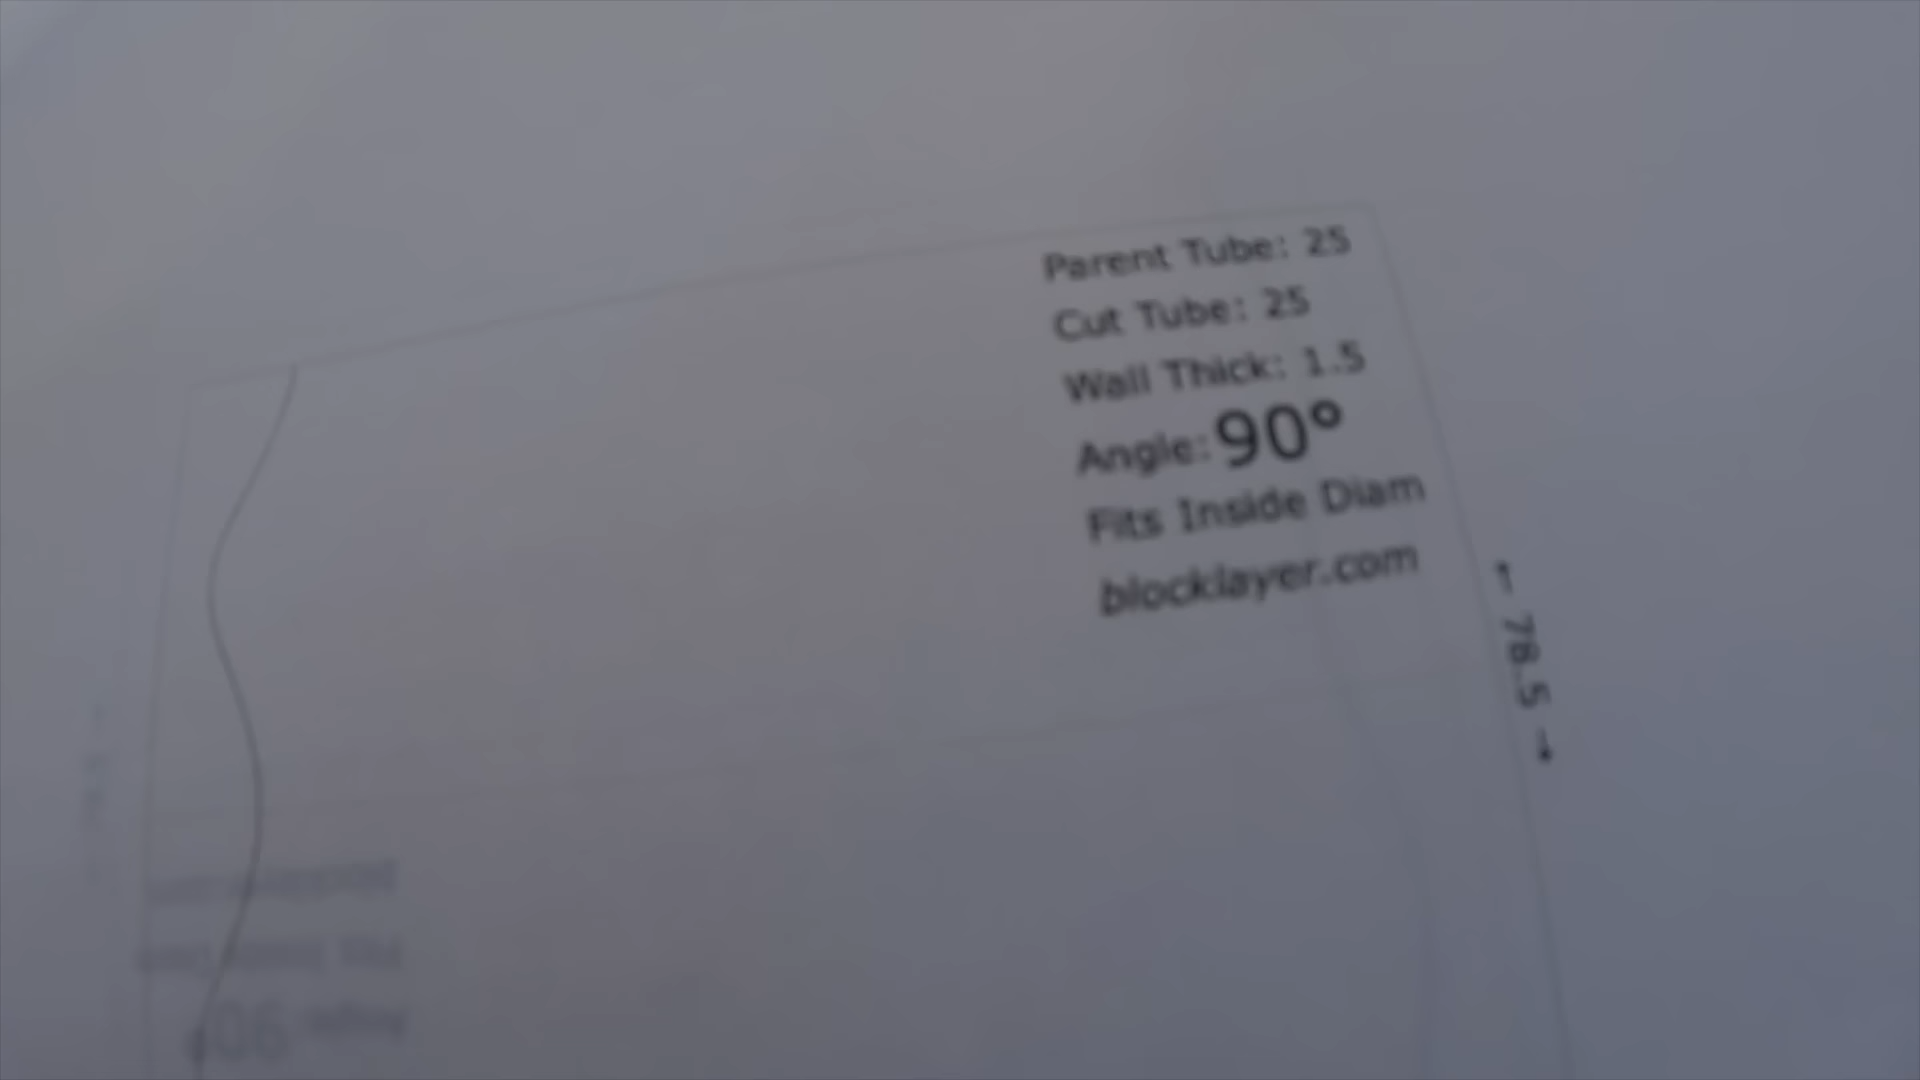 Parent Tube: 25
Cut Tube: 25
Wall Thick: 1.5
Angle: 90°
Fits Inside Diam
blocklayer.com
← 78.5 →